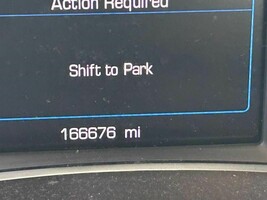 Action Required
Shift to Park
166676 mi